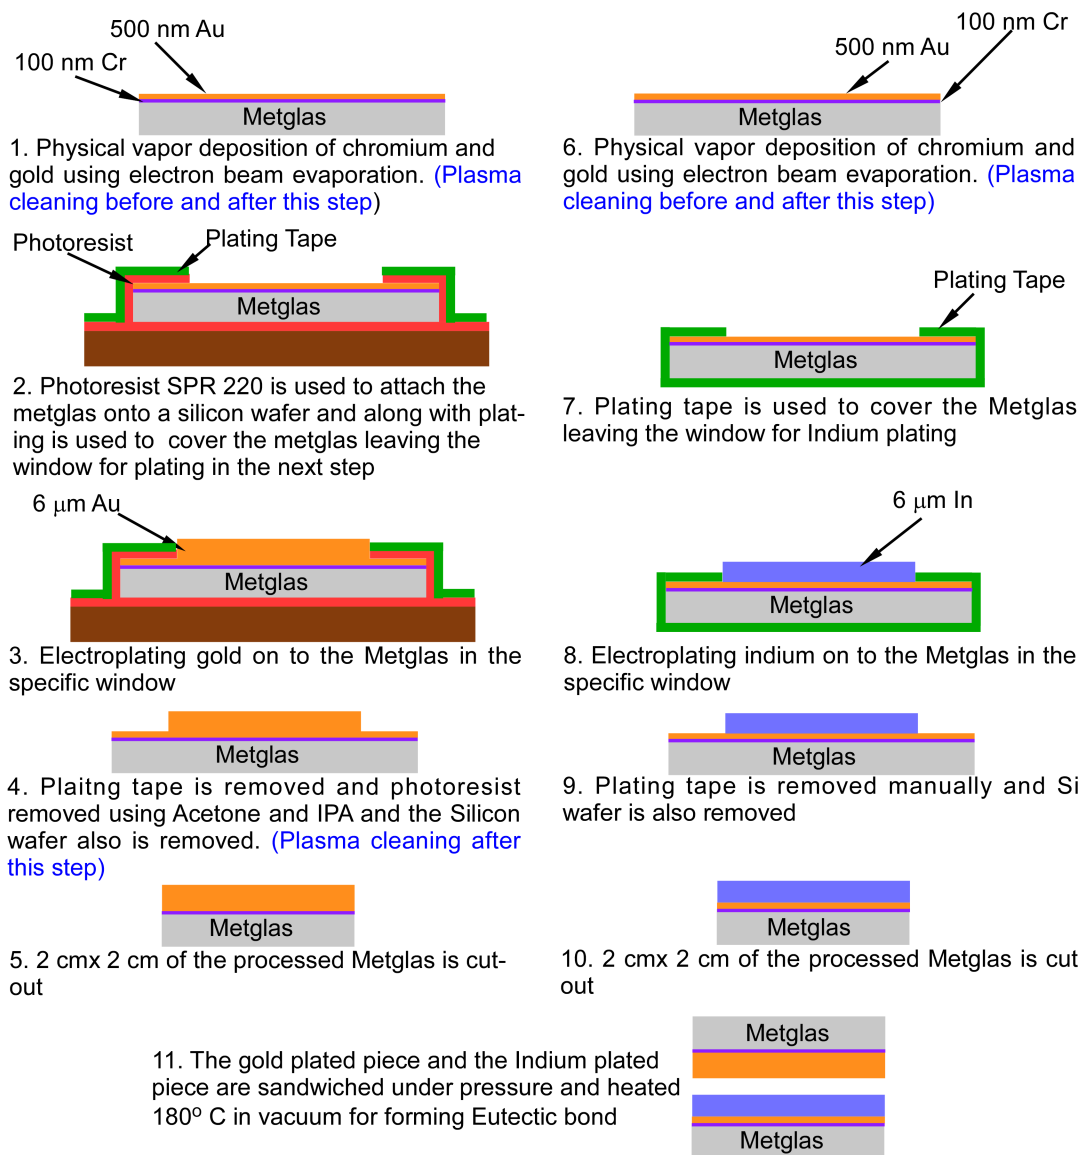 500 nm Au
100 nm Cr
Metglas
1. Physical vapor deposition of chromium and
gold using electron beam evaporation. (Plasma
cleaning before and after this step)
Photoresist
Plating Tape
Metglas
2. Photoresist SPR 220 is used to attach the
metglas onto a silicon wafer and along with plat-
ing is used to cover the metglas leaving the
window for plating in the next step
6 μm Au
Metglas
3. Electroplating gold on to the Metglas in the
specific window
Metglas
4. Plaitng tape is removed and photoresist
removed using Acetone and IPA and the Silicon
wafer also is removed. (Plasma cleaning after
this step)
Metglas
5. 2 cmx 2 cm of the processed Metglas is cut-
out
100 nm Cr
500 nm Au
Metglas
6. Physical vapor deposition of chromium and
gold using electron beam evaporation. (Plasma
cleaning before and after this step)
Plating Tape
Metglas
7. Plating tape is used to cover the Metglas
leaving the window for Indium plating
6 μm In
Metglas
8. Electroplating indium on to the Metglas in the
specific window
Metglas
9. Plating tape is removed manually and Si
wafer is also removed
Metglas
10. 2 cmx 2 cm of the processed Metglas is cut
out
Metglas
11. The gold plated piece and the Indium plated
piece are sandwiched under pressure and heated
180º C in vacuum for forming Eutectic bond
Metglas